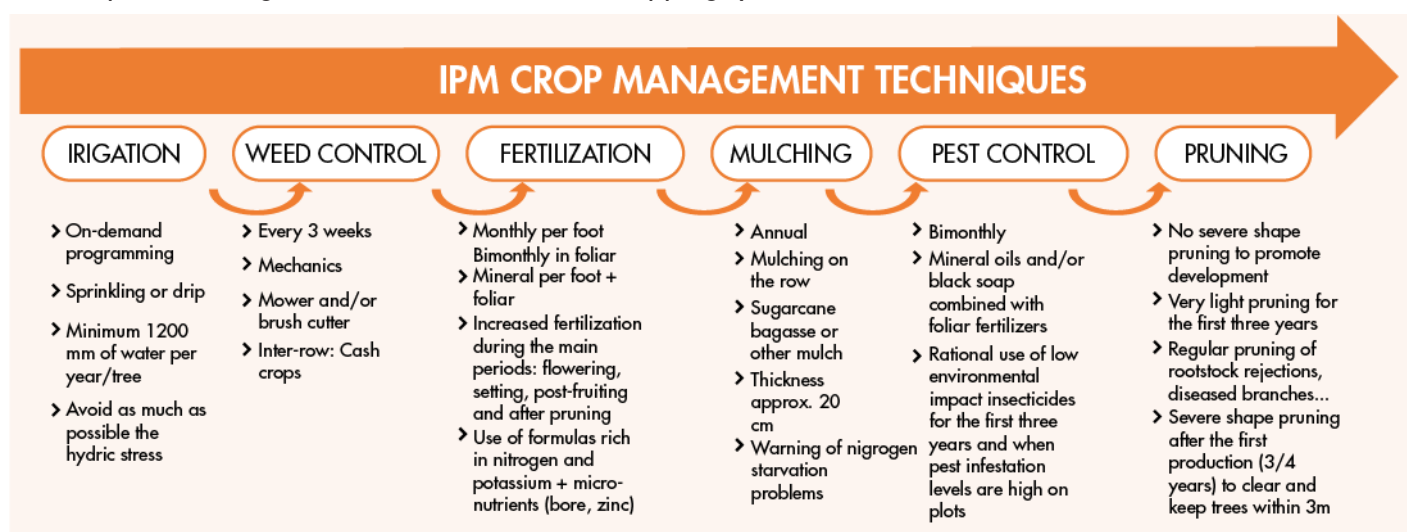 IPM CROP MANAGEMENT TECHNIQUES
IRIGATION
On-demand
programming
Sprinkling or drip
Minimum 1200
mm of water per
year/tree
Avoid as much as
possible the
hydric stress
WEED CONTROL
Every 3 weeks
Mechanics
Mower and/or
brush cutter
Inter-row: Cash
crops
FERTILIZATION
Monthly per foot
Bimonthly in foliar
Mineral per foot +
foliar
Increased fertilization
during the main
periods: flowering,
setting, post-fruiting
and after pruning
Use of formulas rich
in nitrogen and
potassium + micro-
nutrients (bore, zinc)
MULCHING
Annual
Mulching on
the row
Sugarcane
bagasse or
other mulch
Thickness
approx. 20
cm
Warning of nigrogen
starvation
problems
PEST CONTROL
Bimonthly
Mineral oils and/or
black soap
combined with
foliar fertilizers
Rational use of low
environmental
impact insecticides
for the first three
years and when
pest infestation
levels are high on
plots
PRUNING
No severe shape
pruning to promote
development
Very light pruning for
the first three years
Regular pruning of
rootstock rejections,
diseased branches...
Severe shape pruning
after the first
production (3/4
years) to clear and
keep trees within 3m